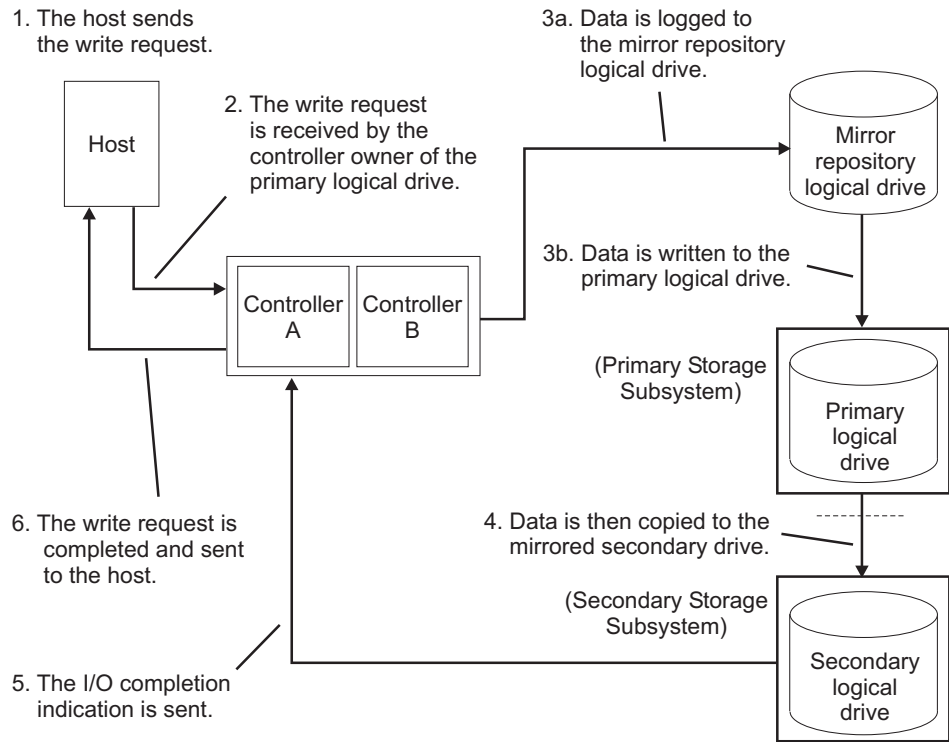 1. The host sends
the write request.
3a. Data is logged to
the mirror repository
logical drive.
Host
2. The write request
is received by the
controller owner of the
primary logical drive.
Mirror
repository
logical drive
3b. Data is written to the
primary logical drive.
Controller
A
Controller
B
(Primary Storage
Subsystem)
Primary
logical
drive
6. The write request is
completed and sent
to the host.
4. Data is then copied to the
mirrored secondary drive.
(Secondary Storage
Subsystem)
Secondary
logical
drive
5. The I/O completion
indication is sent.